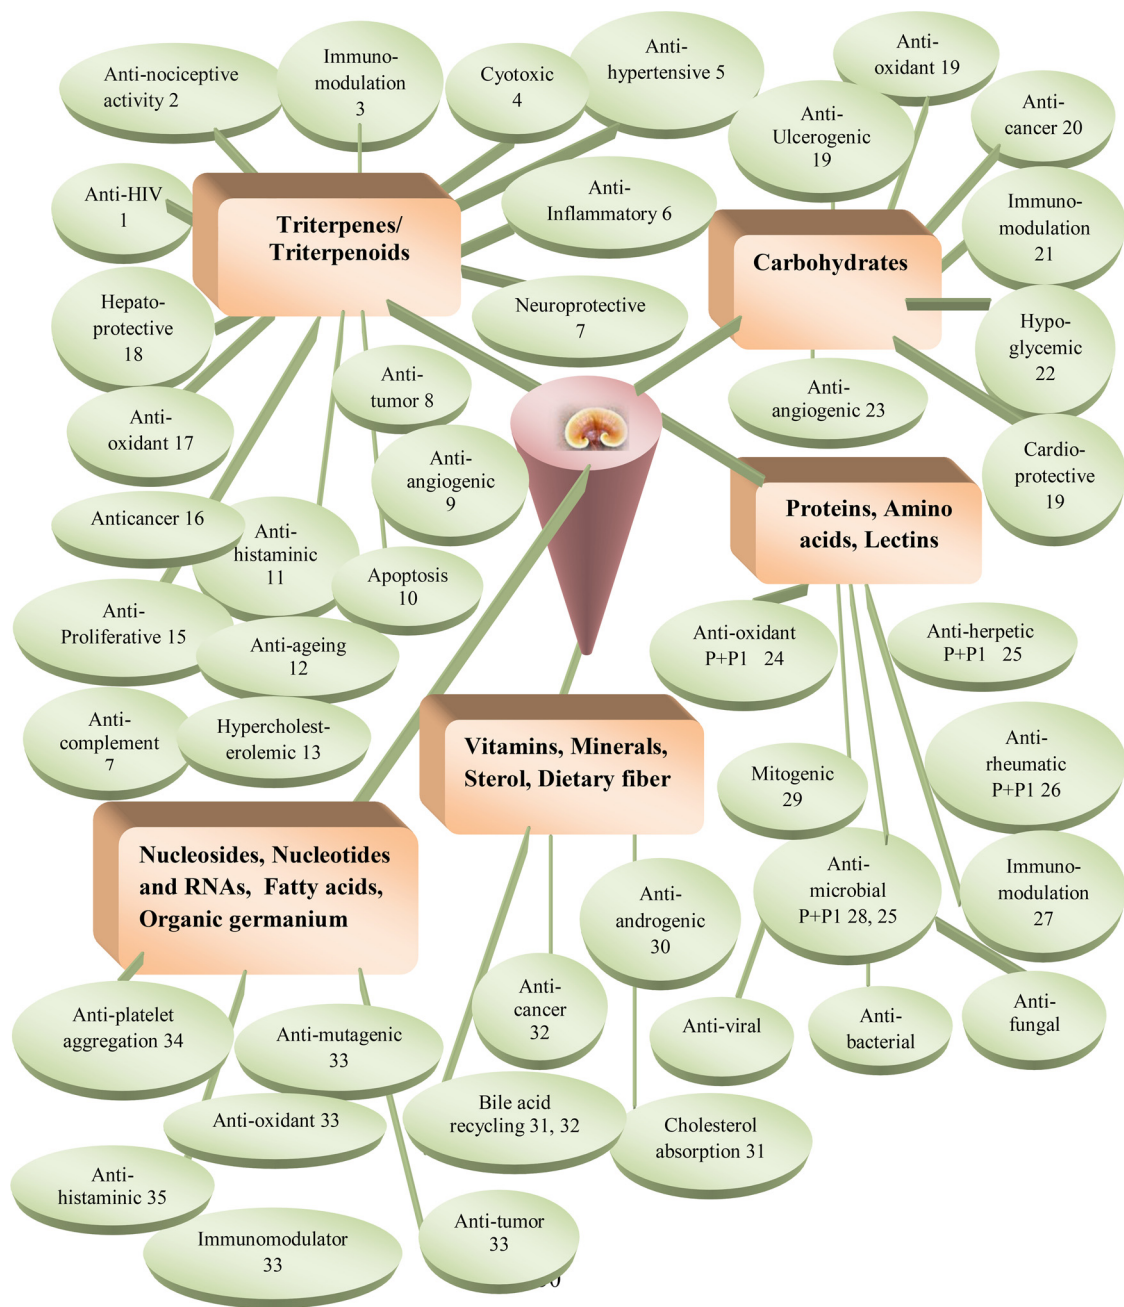 Anti-nociceptive
activity 2
Immuno-
modulation
3
Cyotoxic
4
Anti-
hypertensive 5
Anti-
oxidant 19
Anti-
Ulcerogenic
19
Anti-
cancer 20
Anti-HIV
1
Triterpenes/
Triterpenoids
Anti-
Inflammatory 6
Carbohydrates
Immuno-
modulation
21
Hepato-
protective
18
Neuroprotective
7
Hypo-
glycemic
22
Anti-
tumor 8
Anti-
angiogenic 23
Anti-
oxidant 17
Anti-
angiogenic
9
Cardio-
protective
19
Anticancer 16
Anti-
histaminic
11
Apoptosis
10
Proteins, Amino
acids, Lectins
Anti-
Proliferative 15
Anti-ageing
12
Anti-oxidant
P+P1 24
Anti-herpetic
P+P1 25
Anti-
complement
7
Hypercholest-
erolemic 13
Vitamins, Minerals,
Sterol, Dietary fiber
Mitogenic
29
Anti-
rheumatic
P+P1 26
Nucleosides, Nucleotides
and RNAs, Fatty acids,
Organic germanium
Anti-
androgenic
30
Anti-
microbial
P+P1 28, 25
Immuno-
modulation
27
Anti-platelet
aggregation 34
Anti-mutagenic
33
Anti-
cancer
32
Anti-viral
Anti-
bacterial
Anti-
fungal
Anti-oxidant 33
Bile acid
recycling 31, 32
Cholesterol
absorption 31
Anti-
histaminic 35
Immunomodulator
33
Anti-tumor
33